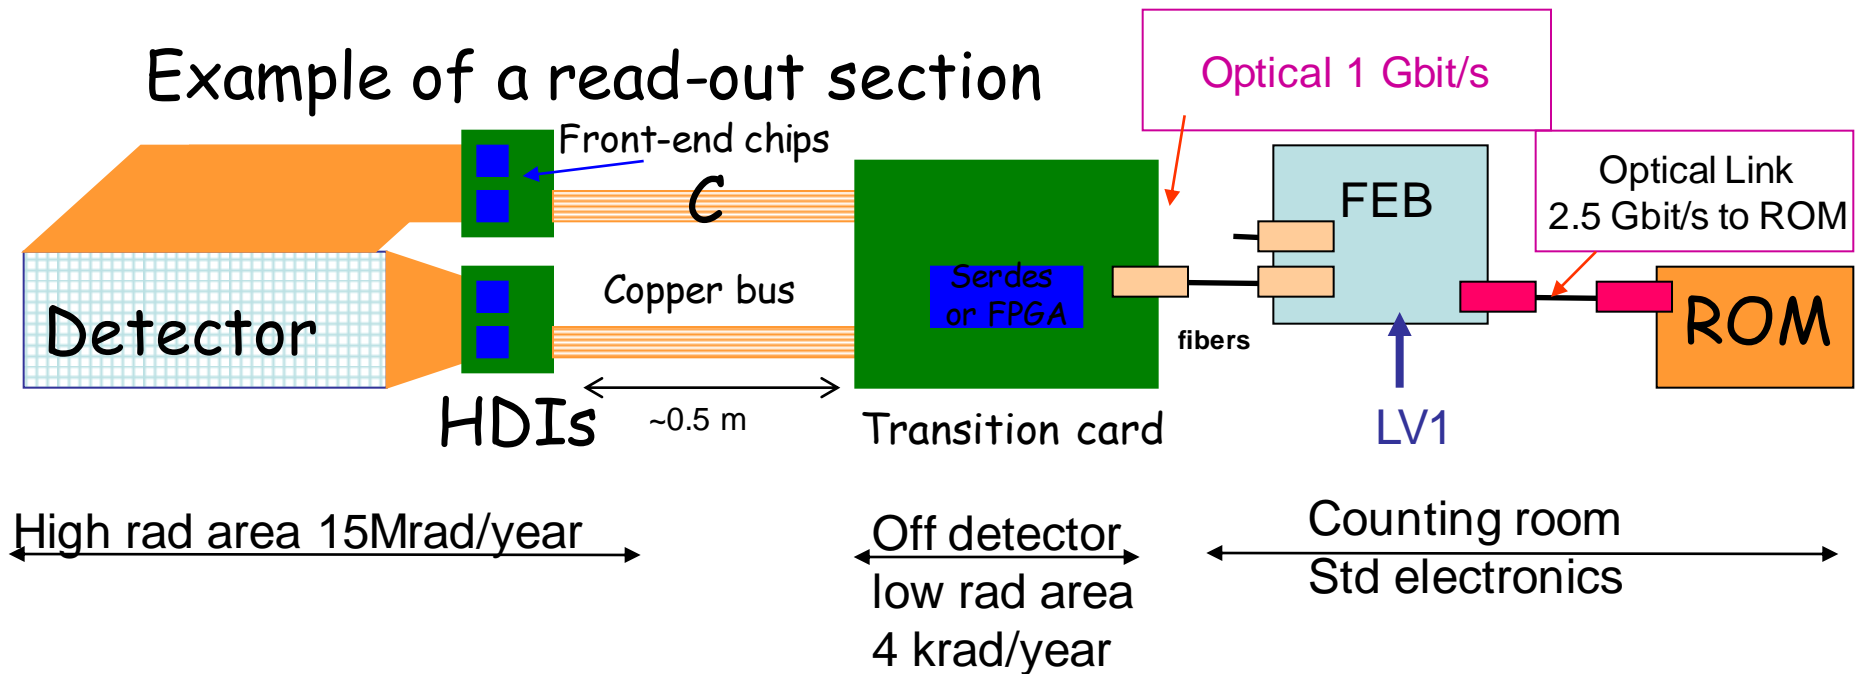 Example of a read-out section
Optical 1 Gbit/s
Front-end chips
Optical Link
2.5 Gbit/s to ROM
C
FEB
Copper bus
Serdes
or FPGA
Detector
fibers
ROM
HDIs
~0.5 m
Transition card
LV1
High rad area 15Mrad/year
Off detector
low rad area
4 krad/year
Counting room
Std electronics